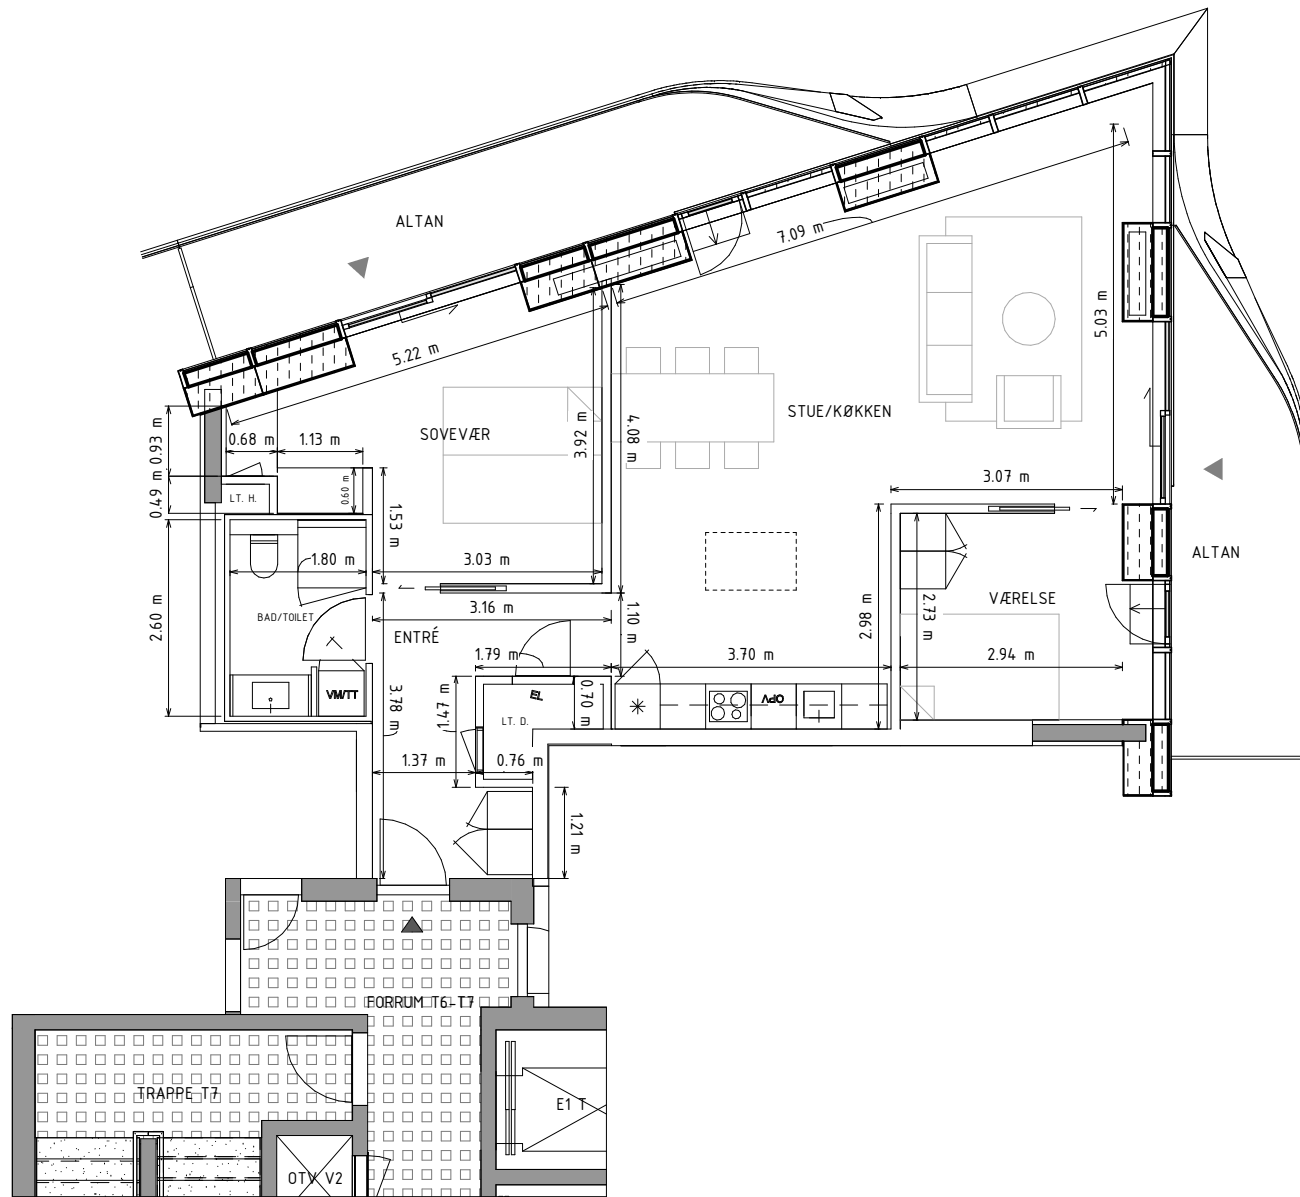 ALTAN
7.09 m
5.03 m
5.22 m
STUE/KØKKEN
0.93 m
0.68 m
1.13 m
SOVEVÆR
3.92 m
4.08 m
3.07 m
0.49 m
LT. H.
0.60 m
1.53 m
ALTAN
1.80 m
3.03 m
2.60 m
BAD/TOILET
3.16 m
1.10 m
2.98 m
2.73 m
VÆRELSE
ENTRÉ
1.79 m
3.70 m
2.94 m
VM/TT
3.78 m
1.47 m
EL
0.70 m
OPV
LT. D.
1.37 m
0.76 m
1.21 m
FORRUM T6-T7
TRAPPE T7
E1 T
OTV V2